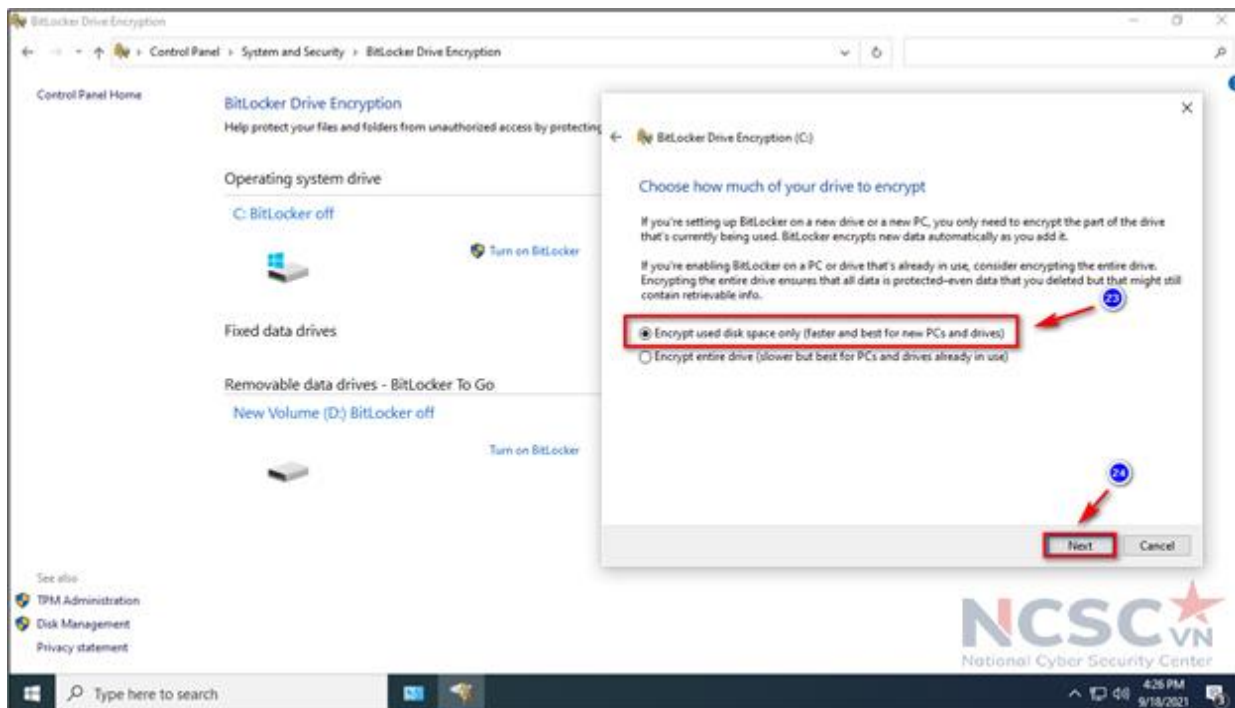 BitLocker Drive Encryption
Control Panel › System and Security › BitLocker Drive Encryption
Control Panel Home
BitLocker Drive Encryption
Help protect your files and folders from unauthorized access by protecting
Operating system drive
C: BitLocker off
Turn on BitLocker
Fixed data drives
Removable data drives - BitLocker To Go
New Volume (D:) BitLocker off
Turn on BitLocker
See also
TPM Administration
Disk Management
Privacy statement
BitLocker Drive Encryption (C:)
Choose how much of your drive to encrypt
If you're setting up BitLocker on a new drive or a new PC, you only need to encrypt the part of the drive
that's currently being used. BitLocker encrypts new data automatically as you add it.
If you're enabling BitLocker on a PC or drive that's already in use, consider encrypting the entire drive.
Encrypting the entire drive ensures that all data is protected–even data that you deleted but that might still
contain retrievable info.
23
Encrypt used disk space only (faster and best for new PCs and drives)
Encrypt entire drive (slower but best for PCs and drives already in use)
24
Next
Cancel
NCSC VN
National Cyber Security Center
Type here to search
4:26 PM
9/18/2021